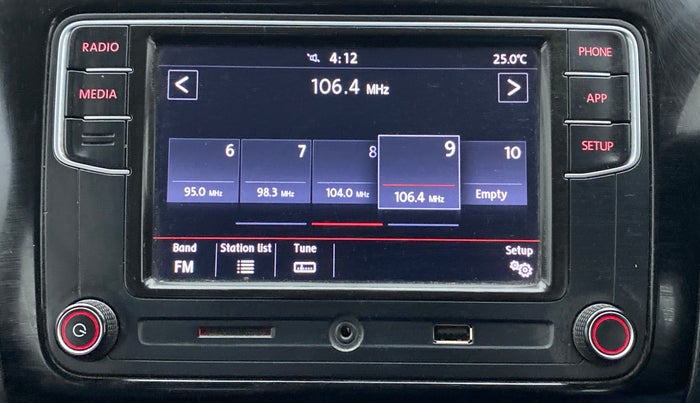 RADIO
MEDIA
4:12
25.0°C
106.4 MHz
<
>
6
7
8
9
10
95.0 MHz
98.3 MHz
104.0 MHz
106.4 MHz
Empty
Band
Station list
Tune
Setup
FM
PHONE
APP
SETUP